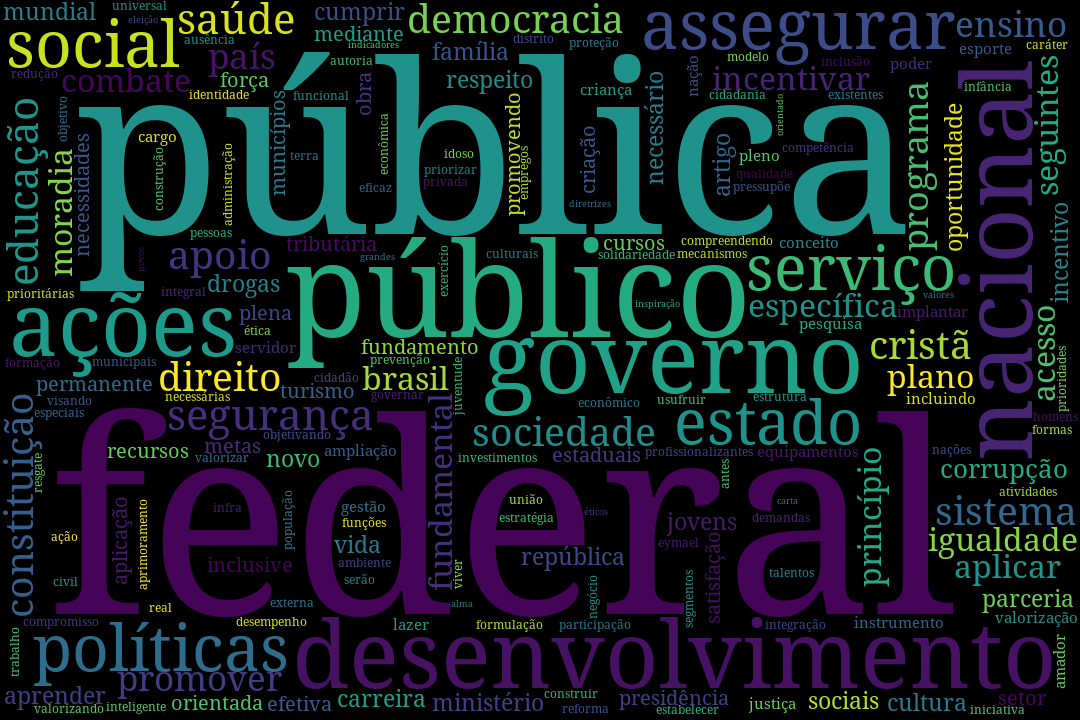 mundial
universal
eleição
saúde
cumprir
democracia
assegurar
ensino
social
ausência
mediante
indicadores
família
distrito
proteção
modelo
inclusão
poder
esporte
caráter
redução
combate
país
força
autoria
respeito
criança
nação
incentivar
infância
identidade
funcional
obra
cidadania
existentes
educação
objetivo
moradia
necessidades
cargo
construção
administração
municípios
terra
econômica
eficaz
idoso
priorizar
privada
promovendo
empregos
criação
diretrizes
necessário
artigo
pleno
orientado
competência
qualidade
pressupõe
programa
oportunidade
nacional
seguintes
pública
pessoas
povos
apoio
tributária
grandes
exercício
culturais
cursos
solidariedade
compreendendo
mecanismos
conceito
incentivo
prioritárias
integral
drogas
público
inspiração
serviço
específica
valores
implantar
ações
plena
ética
servidor
pesquisa
formação
municipais
fundamento
prevenção
governo
cristã
acesso
prioridades
permanente
direito
cidadão
turismo
brasil
governar
juventude
econômico
usufruir
estrutura
plano
incluindo
visando
especiais
necessárias
segurança
sociedade
estado
homens
formas
constituição
resgate
recursos
metas
valorizar
objetivando
novo
ampliação
fundamental
investimentos
estaduais
profissionalizantes
equipamentos
antes
princípio
nações
corrupção
atividades
federal
ação
aplicação
aprimoramento
infra
população
gestão
funções
vida
ambiente
serão
inclusive
união
estratégia
éticos
república
carta
jovens
demandas
eymael
satisfação
talentos
sistema
igualdade
aplicar
civil
real
externa
viver
alma
negócio
segmentos
parceria
compromisso
desempenho
lazer
formulação
participação
integração
instrumento
valorização
trabalho
políticas
desenvolvimento
amador
promover
aprender
valorizando
inteligente
orientada
efetiva
carreira
ministério
construir
reforma
presidência
estabelecer
justiça
sociais
cultura
setor
iniciativa